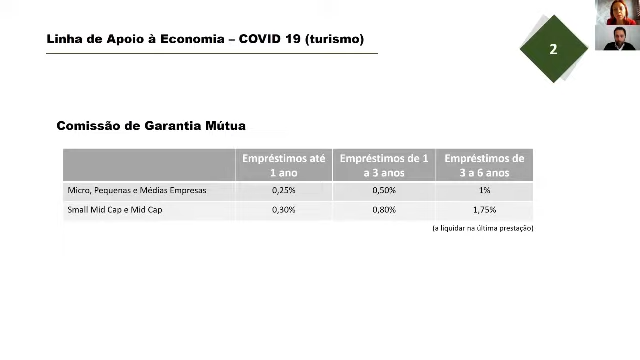 Linha de Apoio à Economia – COVID 19 (turismo)
2
Comissão de Garantia Mútua
Empréstimos até 1 ano
Empréstimos de 1 a 3 anos
Empréstimos de 3 a 6 anos
Micro, Pequenas e Médias Empresas 0,25% 0,50% 1%
Small Mid Cap e Mid Cap 0,30% 0,80% 1,75%
(a liquidar na última prestação)